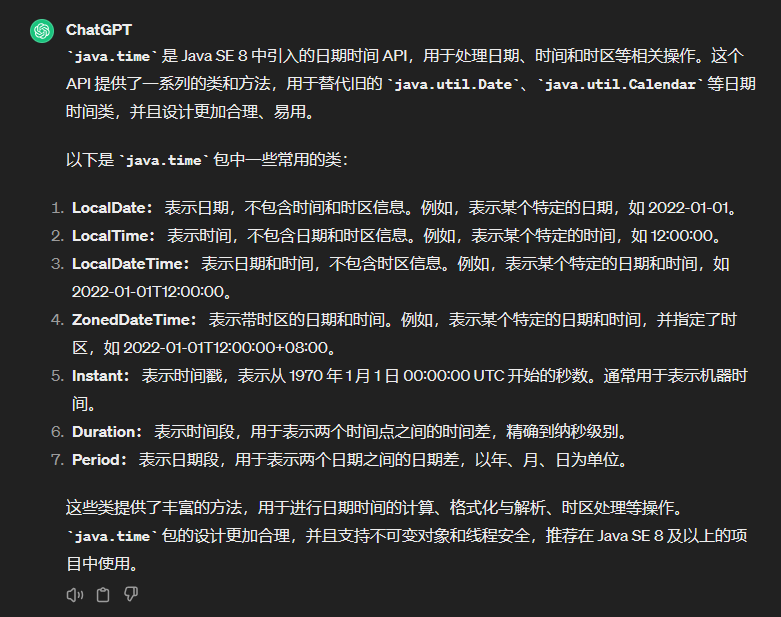 ChatGPT
`java.time` 是 Java SE 8 中引入的日期时间 API，用于处理日期、时间和时区等相关操作。这个
API 提供了一系列的类和方法，用于替代旧的 `java.util.Date`、`java.util.Calendar` 等日期
时间类，并且设计更加合理、易用。
以下是 `java.time` 包中一些常用的类：
1. LocalDate： 表示日期，不包含时间和时区信息。例如，表示某个特定的日期，如 2022-01-01。
2. LocalTime： 表示时间，不包含日期和时区信息。例如，表示某个特定的时间，如 12:00:00。
3. LocalDateTime： 表示日期和时间，不包含时区信息。例如，表示某个特定的日期和时间，如
2022-01-01T12:00:00。
4. ZonedDateTime： 表示带时区的日期和时间。例如，表示某个特定的日期和时间，并指定了时
区，如 2022-01-01T12:00:00+08:00。
5. Instant： 表示时间戳，表示从 1970 年 1 月 1 日 00:00:00 UTC 开始的秒数。通常用于表示机器时
间。
6. Duration： 表示时间段，用于表示两个时间点之间的时间差，精确到纳秒级别。
7. Period： 表示日期段，用于表示两个日期之间的日期差，以年、月、日为单位。
这些类提供了丰富的方法，用于进行日期时间的计算、格式化与解析、时区处理等操作。
`java.time` 包的设计更加合理，并且支持不可变对象和线程安全，推荐在 Java SE 8 及以上的项
目中使用。